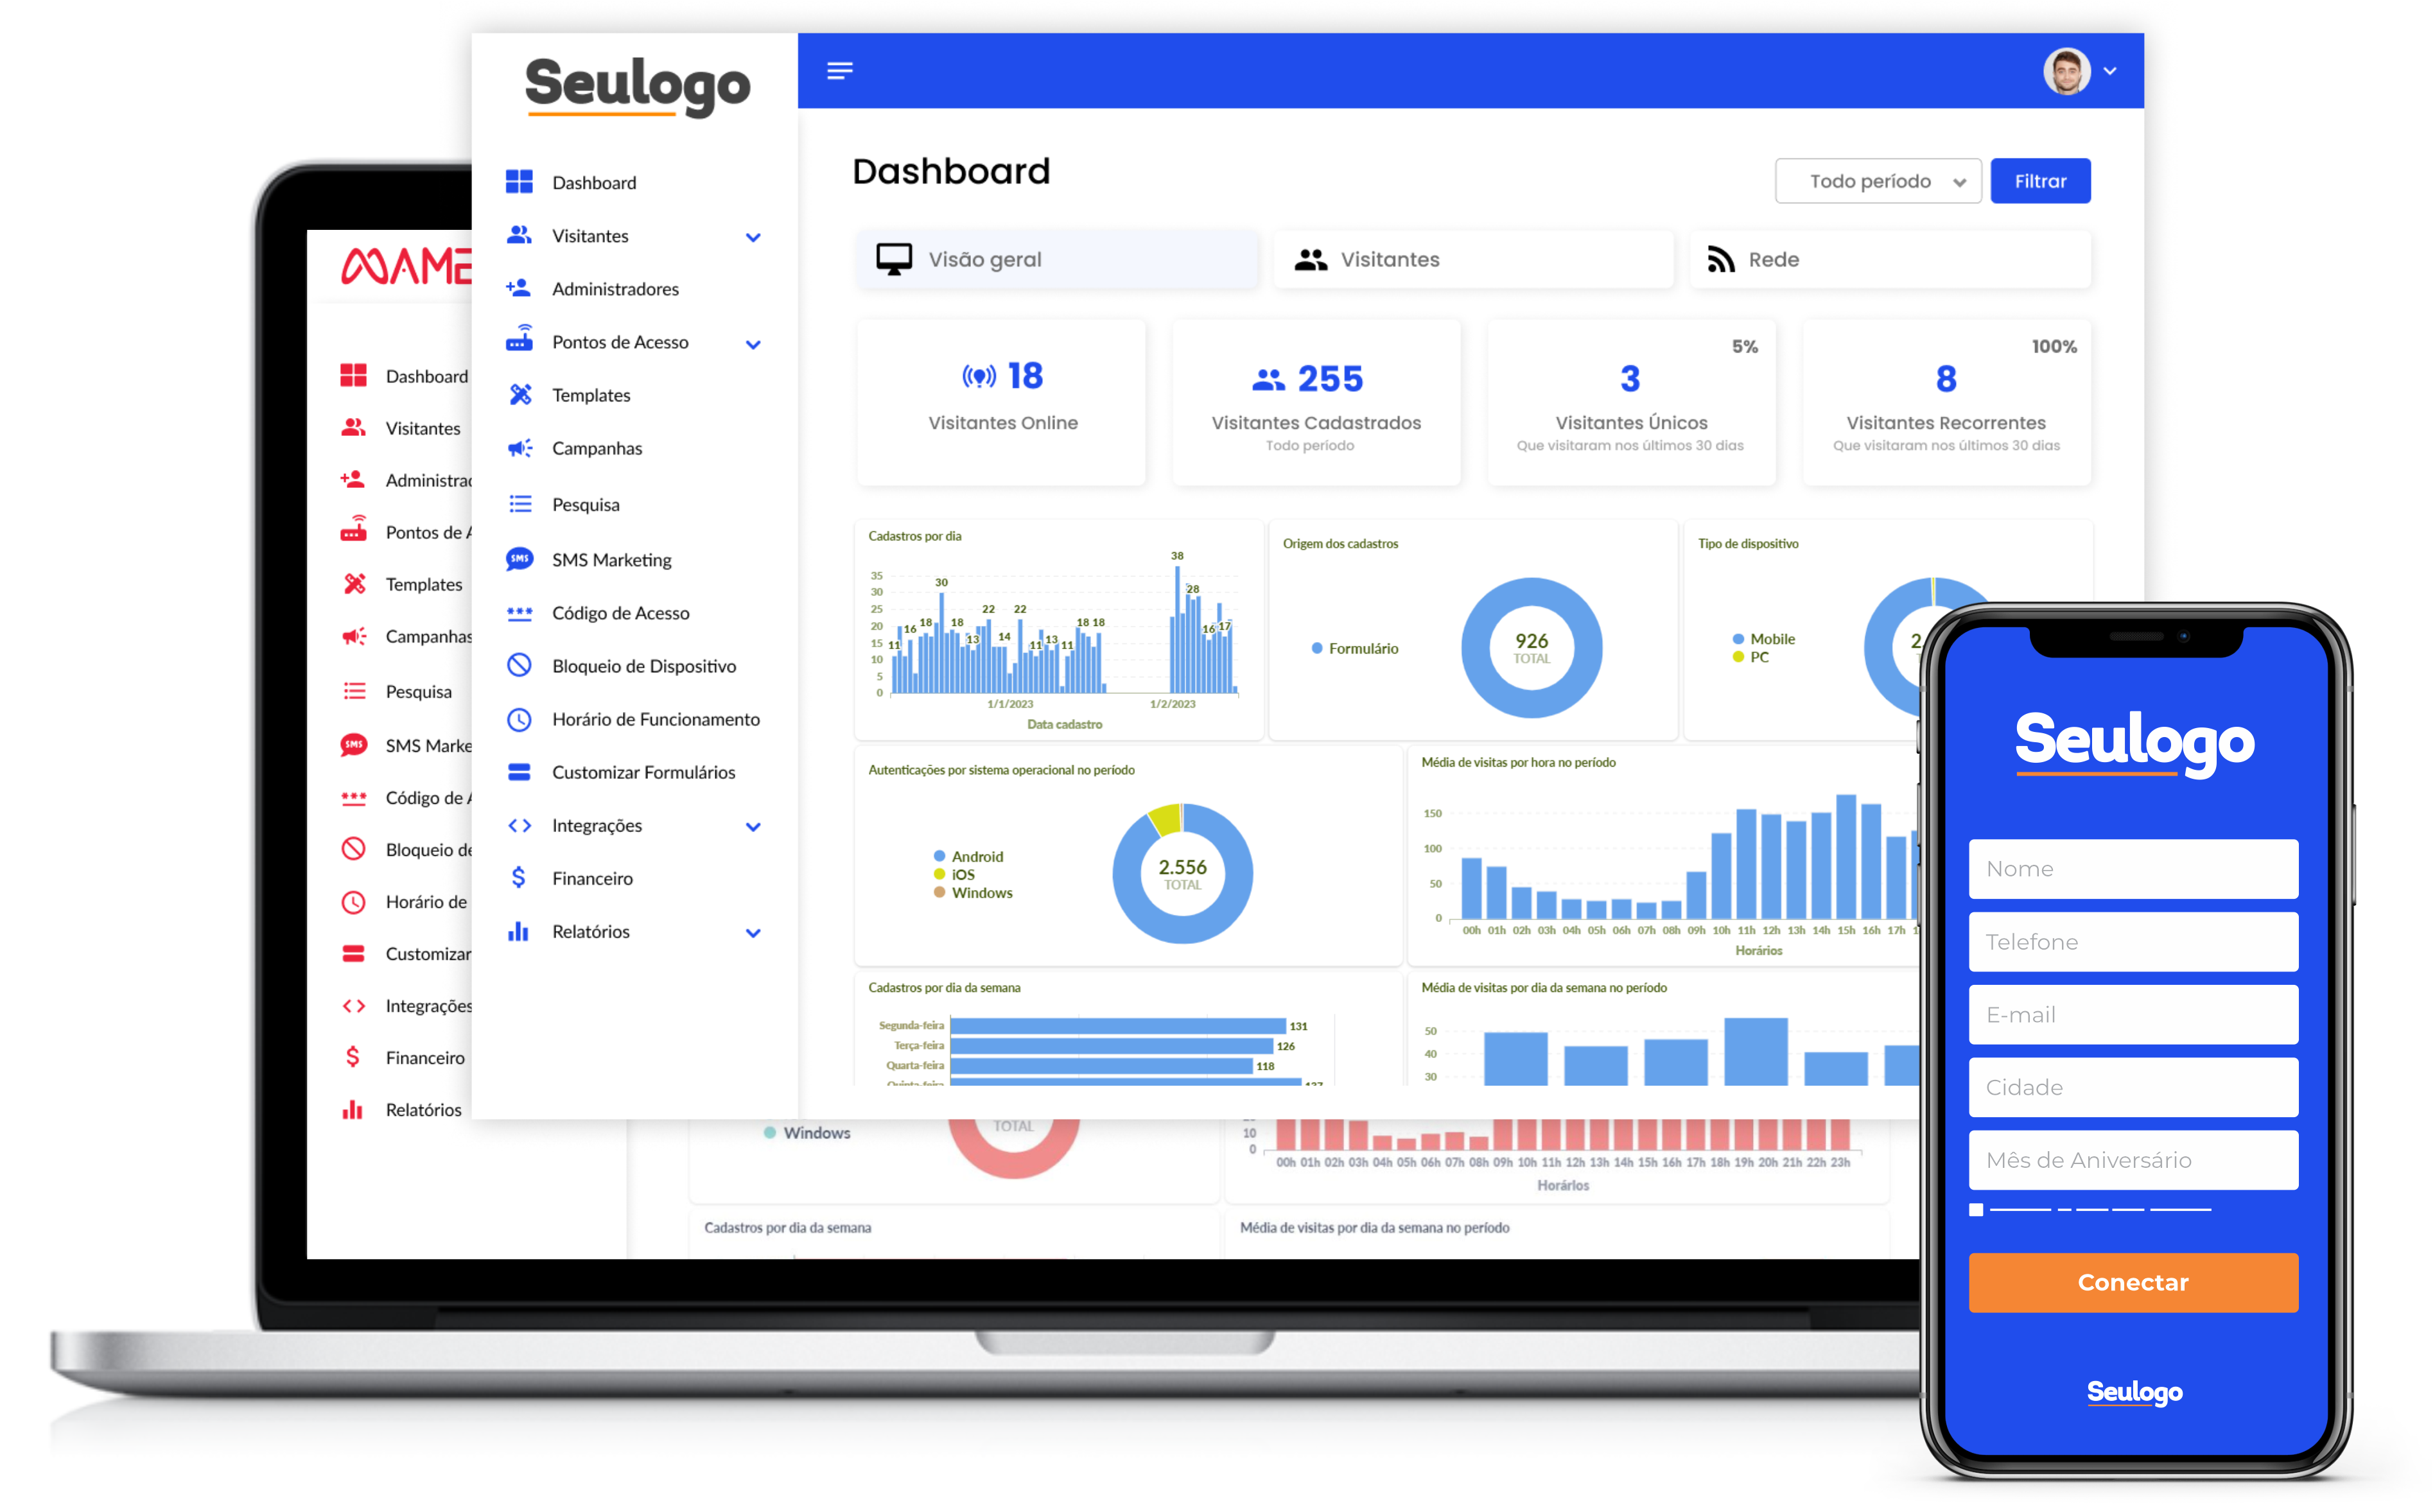 Seulogo
Dashboard
Visitantes
Administradores
Pontos de Acesso
Templates
Campanhas
Pesquisa
SMS
SMS Marketing
Código de Acesso
Bloqueio de Dispositivo
Horário de Funcionamento
Customizar Formulários
Integrações
Financeiro
Relatórios
Dashboard
Todo período
Filtrar
Visão geral
Visitantes
Rede
18
Visitantes Online
255
Visitantes Cadastrados
Todo período
5%
3
Visitantes Únicos
Que visitaram nos últimos 30 dias
100%
8
Visitantes Recorrentes
Que visitaram nos últimos 30 dias
Cadastros por dia
35
30
25
20
15
10
5
0
11 16 18 30 18 13 22 14 22 11 13 11 18 18 38 28 16 17
1/1/2023 1/2/2023
Data cadastro
Origem dos cadastros
Formulário
926
TOTAL
Tipo de dispositivo
Mobile
PC
2.
Autenticações por sistema operacional no período
Android
iOS
Windows
2.556
TOTAL
Média de visitas por hora no período
150
100
50
0
00h 01h 02h 03h 04h 05h 06h 07h 08h 09h 10h 11h 12h 13h 14h 15h 16h 17h 1
Horários
Cadastros por dia da semana
Segunda-feira 131
Terça-feira 126
Quarta-feira 118
Média de visitas por dia da semana no período
50
40
30
AME
Dashboard
Visitantes
Administrad
Pontos de A
Templates
Campanhas
Pesquisa
SMS
SMS Marke
Código de A
Bloqueio de
Horário de
Customizar
Integrações
Financeiro
Relatórios
Windows
TOTAL
10
0
00h 01h 02h 03h 04h 05h 06h 07h 08h 09h 10h 11h 12h 13h 14h 15h 16h 17h 18h 19h 20h 21h 22h 23h
Horários
Cadastros por dia da semana
Média de visitas por dia da semana no período
Seulogo
Nome
Telefone
E-mail
Cidade
Mês de Aniversário
Conectar
Seulogo